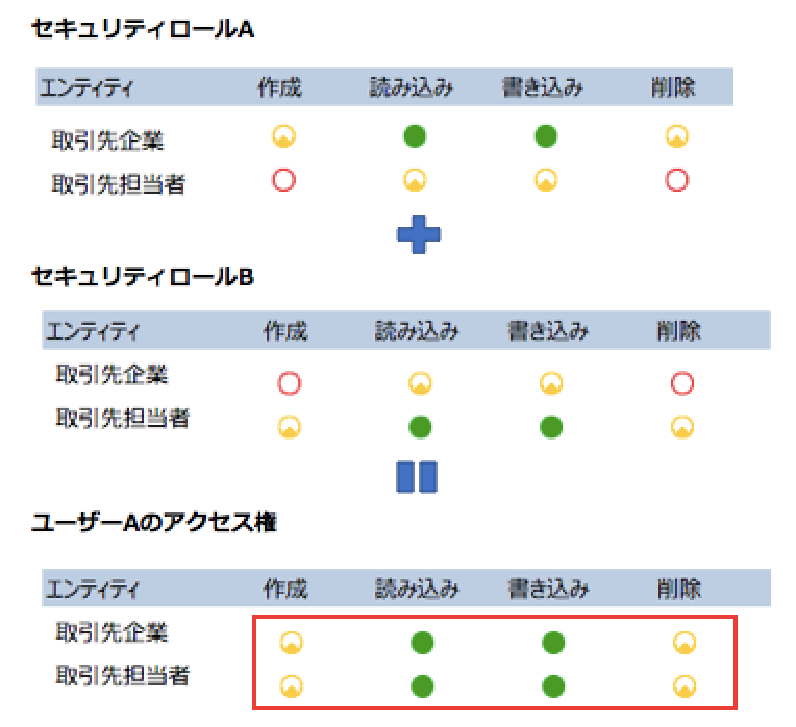 セキュリティロールA
エンティティ 作成 読み込み 書き込み 削除
取引先企業
取引先担当者
セキュリティロールB
エンティティ 作成 読み込み 書き込み 削除
取引先企業
取引先担当者
ユーザーAのアクセス権
エンティティ 作成 読み込み 書き込み 削除
取引先企業
取引先担当者